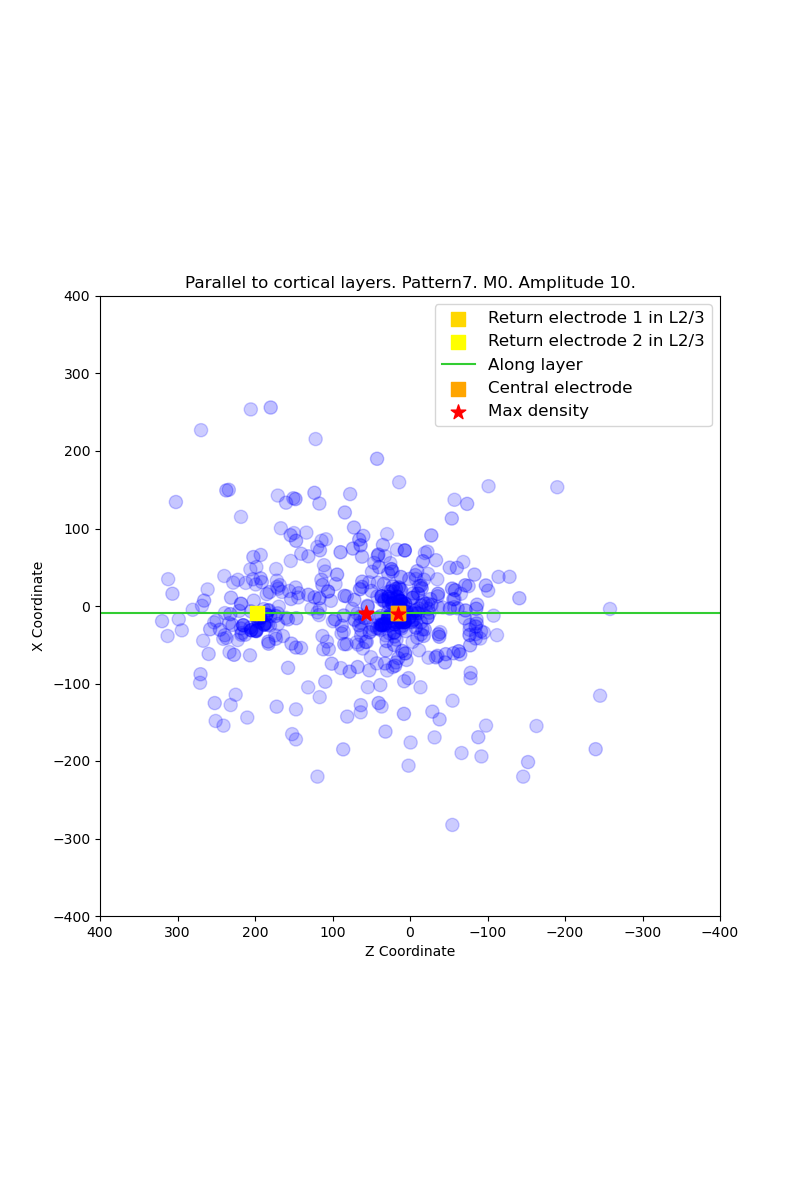 Parallel to cortical layers. Pattern7. M0. Amplitude 10.
Return electrode 1 in L2/3
Return electrode 2 in L2/3
Along layer
Central electrode
Max density
400
300
200
100
0
−100
−200
−300
−400
X Coordinate
400 300 200 100 0 −100 −200 −300 −400
Z Coordinate